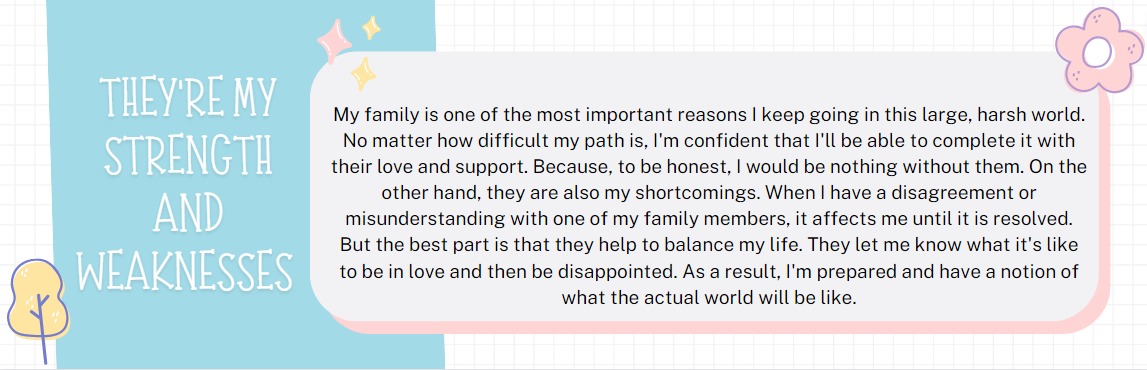 THEY'RE MY
STRENGTH
AND
WEAKNESSES
My family is one of the most important reasons I keep going in this large, harsh world.
No matter how difficult my path is, I'm confident that I'll be able to complete it with
their love and support. Because, to be honest, I would be nothing without them. On the
other hand, they are also my shortcomings. When I have a disagreement or
misunderstanding with one of my family members, it affects me until it is resolved.
But the best part is that they help to balance my life. They let me know what it's like
to be in love and then be disappointed. As a result, I'm prepared and have a notion of
what the actual world will be like.